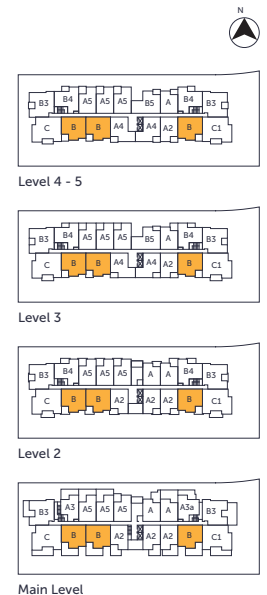 N
B3 B4 A5 A5 A5 B5 A B4 B3
C B B A4 A4 A2 B C1
Level 4 - 5
B3 B4 A5 A5 A5 B5 A B4 B3
C B B A4 A4 A2 B C1
Level 3
B3 B4 A5 A5 A5 A A B4 B3
C B B A2 A2 A2 B C1
Level 2
B3 A3 A5 A5 A A A3a B3
C B B A2 A2 A2 B C1
Main Level